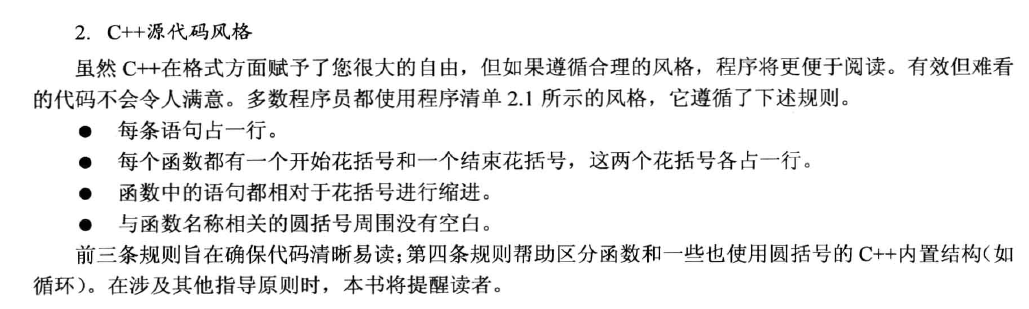 2. C++源代码风格
虽然 C++在格式方面赋予了您很大的自由，但如果遵循合理的风格，程序将更便于阅读。有效但难看
的代码不会令人满意。多数程序员都使用程序清单 2.1 所示的风格，它遵循了下述规则。
● 每条语句占一行。
● 每个函数都有一个开始花括号和一个结束花括号，这两个花括号各占一行。
● 函数中的语句都相对于花括号进行缩进。
● 与函数名称相关的圆括号周围没有空白。
前三条规则旨在确保代码清晰易读；第四条规则帮助区分函数和一些也使用圆括号的 C++内置结构（如
循环）。在涉及其他指导原则时，本书将提醒读者。